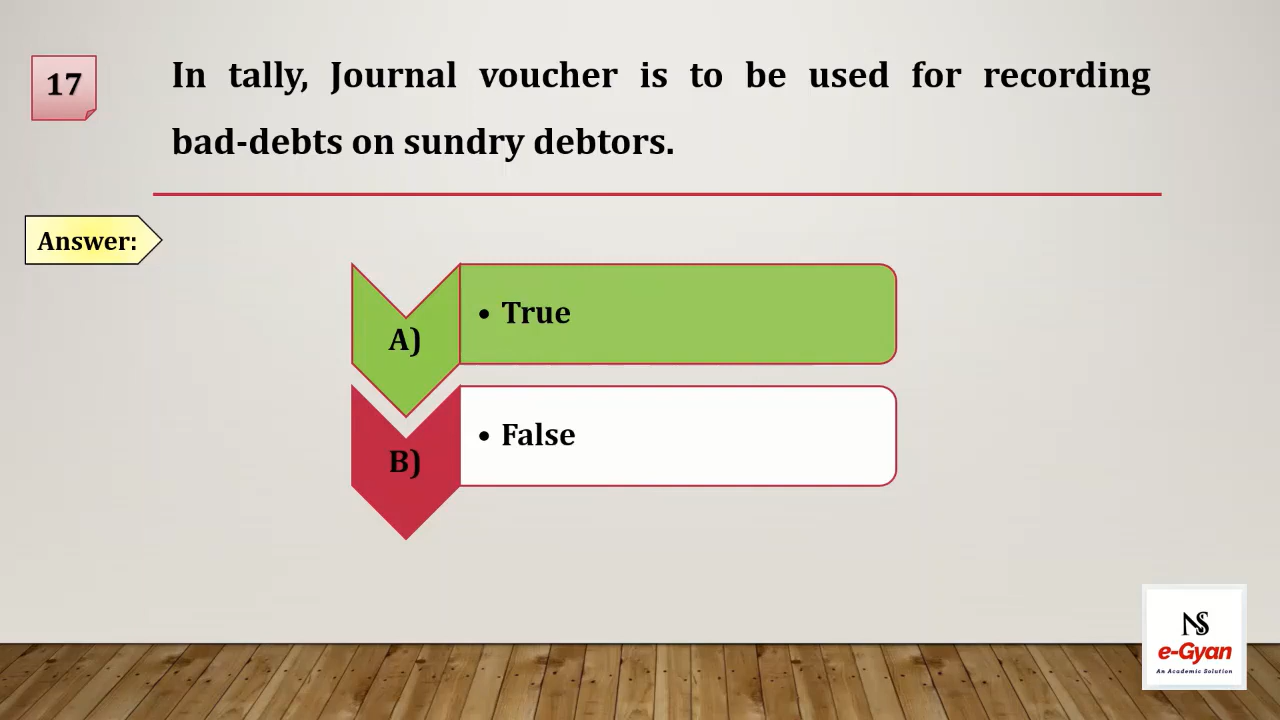 17
In tally, Journal voucher is to be used for recording
bad-debts on sundry debtors.
Answer:
A)
• True
B)
• False
NS
e-Gyan
An Academic Solution